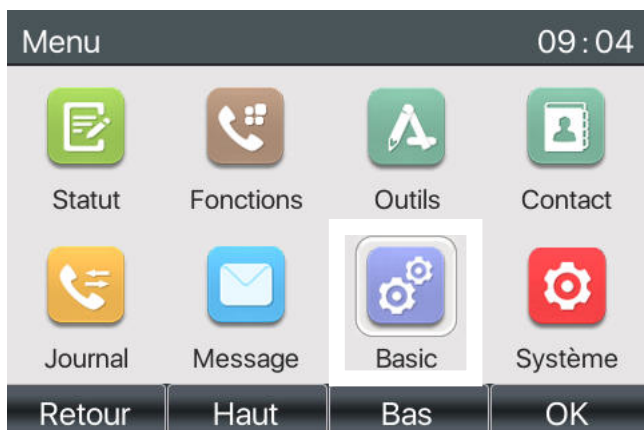 Menu 09:04
Statut Fonctions Outils Contact
Journal Message Basic Système
Retour Haut Bas OK